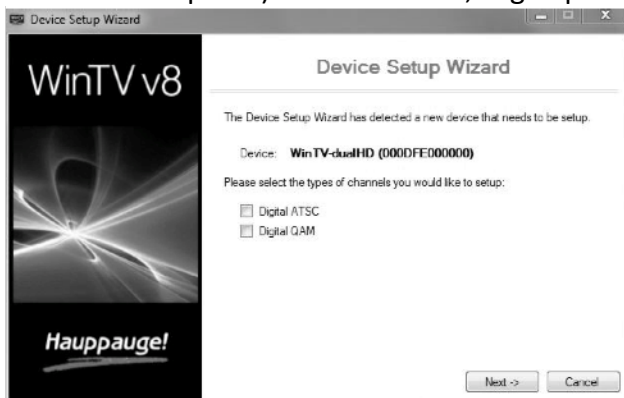 Device Setup Wizard
WinTV v8
Device Setup Wizard
The Device Setup Wizard has detected a new device that needs to be setup.
Device: WinTV-dualHD (000DFE000000)
Please select the types of channels you would like to setup:
Digital ATSC
Digital QAM
Hauppauge!
Next ->
Cancel